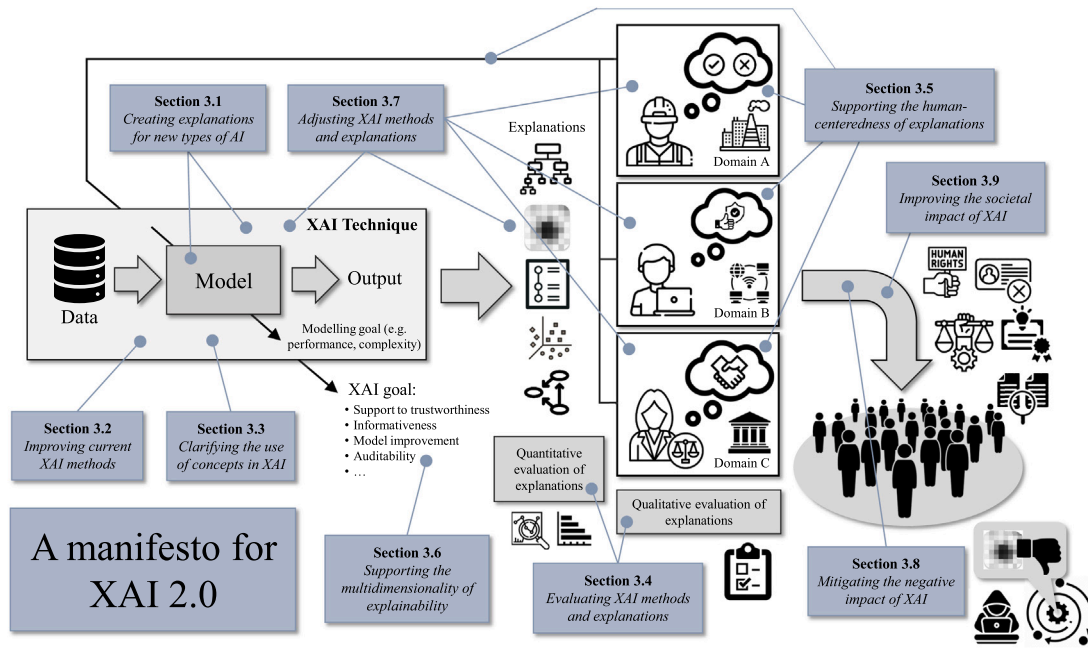 Section 3.1
Creating explanations
for new types of AI
Section 3.7
Adjusting XAI methods
and explanations
Explanations
Domain A
Section 3.5
Supporting the human-
centeredness of explanations
Section 3.9
Improving the societal
impact of XAI
XAI Technique
Data
Model
Output
Modelling goal (e.g.
performance, complexity)
Domain B
HUMAN
RIGHTS
XAI goal:
• Support to trustworthiness
• Informativeness
• Model improvement
• Auditability
• …
Section 3.2
Improving current
XAI methods
Section 3.3
Clarifying the use
of concepts in XAI
Domain C
Quantitative
evaluation of
explanations
Qualitative evaluation of
explanations
A manifesto for
XAI 2.0
Section 3.6
Supporting the
multidimensionality of
explainability
Section 3.4
Evaluating XAI methods
and explanations
Section 3.8
Mitigating the negative
impact of XAI